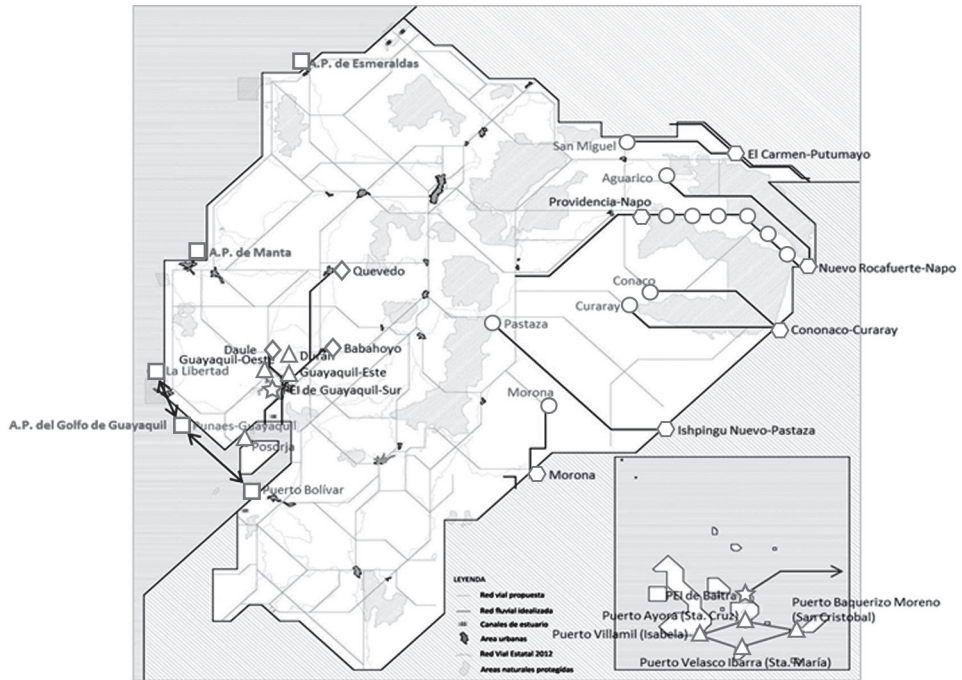 A.P. de Esmeraldas
San Miguel
El Carmen-Putumayo
Aguarico
Providencia-Napo
A.P. de Manta
Quevedo
Nuevo Rocafuerte-Napo
Conaco
Curaray
Cononaco-Curaray
Pastaza
Daule
Durán
Babahoyo
Guayaquil-Oeste
La Libertad
Guayaquil-Este
EI de Guayaquil-Sur
Morona
A.P. del Golfo de Guayaquil
Punaes-Guayaquil
Ishpingu Nuevo-Pastaza
Posorja
Morona
Puerto Bolívar
LEYENDA
Red vial propuesta
Red fluvial idealizada
Canales de estuario
Area urbanas
Red Vial Estatal 2012
Areas naturales protegidas
PEI de Baltra
Puerto Baquerizo Moreno
(San Cristobal)
Puerto Ayora (Sta. Cruz)
Puerto Villamil (Isabela)
Puerto Velasco Ibarra (Sta. María)